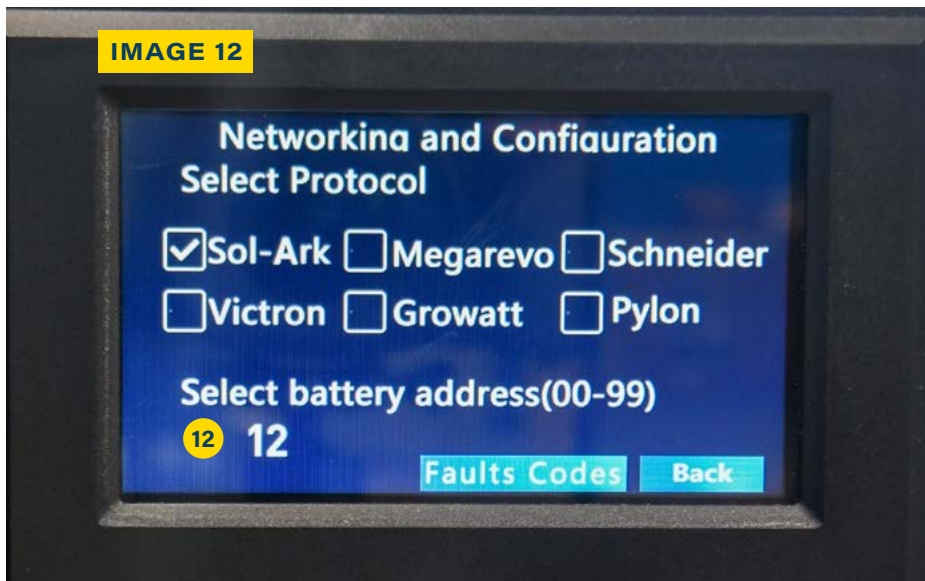 IMAGE 12
Networking and Configuration
Select Protocol
Sol-Ark Megarevo Schneider
Victron Growatt Pylon
Select battery address(00-99)
12 12
Faults Codes Back